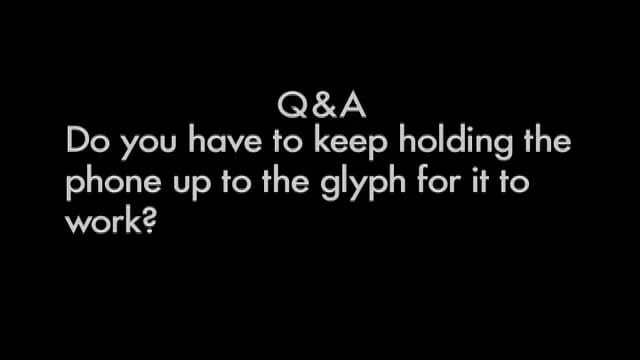 Q&A
Do you have to keep holding the
phone up to the glyph for it to
work?